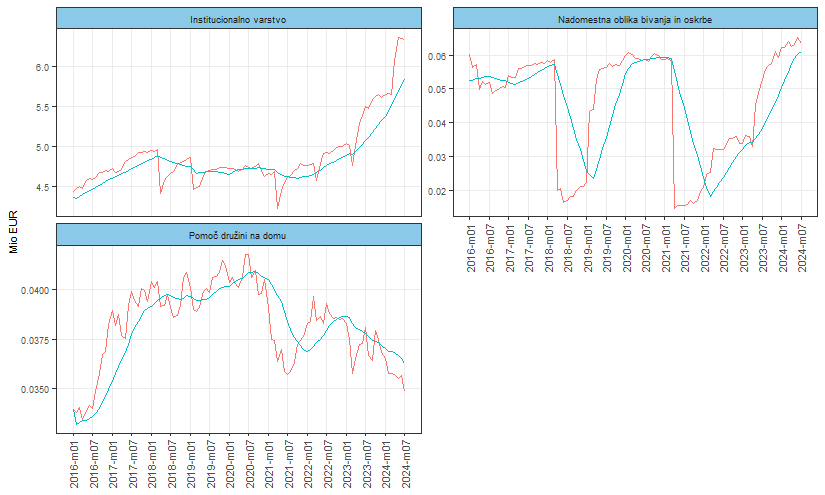 Institucionalno varstvo
Nadomestna oblika bivanja in oskrbe
6.0
5.5
5.0
4.5
0.06
0.05
0.04
0.03
0.02
2016-m01
2016-m07
2017-m01
2017-m07
2018-m01
2018-m07
2019-m01
2019-m07
2020-m01
2020-m07
2021-m01
2021-m07
2022-m01
2022-m07
2023-m01
2023-m07
2024-m01
2024-m07
Mio EUR
Pomoč družini na domu
0.0400
0.0375
0.0350
2016-m01
2016-m07
2017-m01
2017-m07
2018-m01
2018-m07
2019-m01
2019-m07
2020-m01
2020-m07
2021-m01
2021-m07
2022-m01
2022-m07
2023-m01
2023-m07
2024-m01
2024-m07